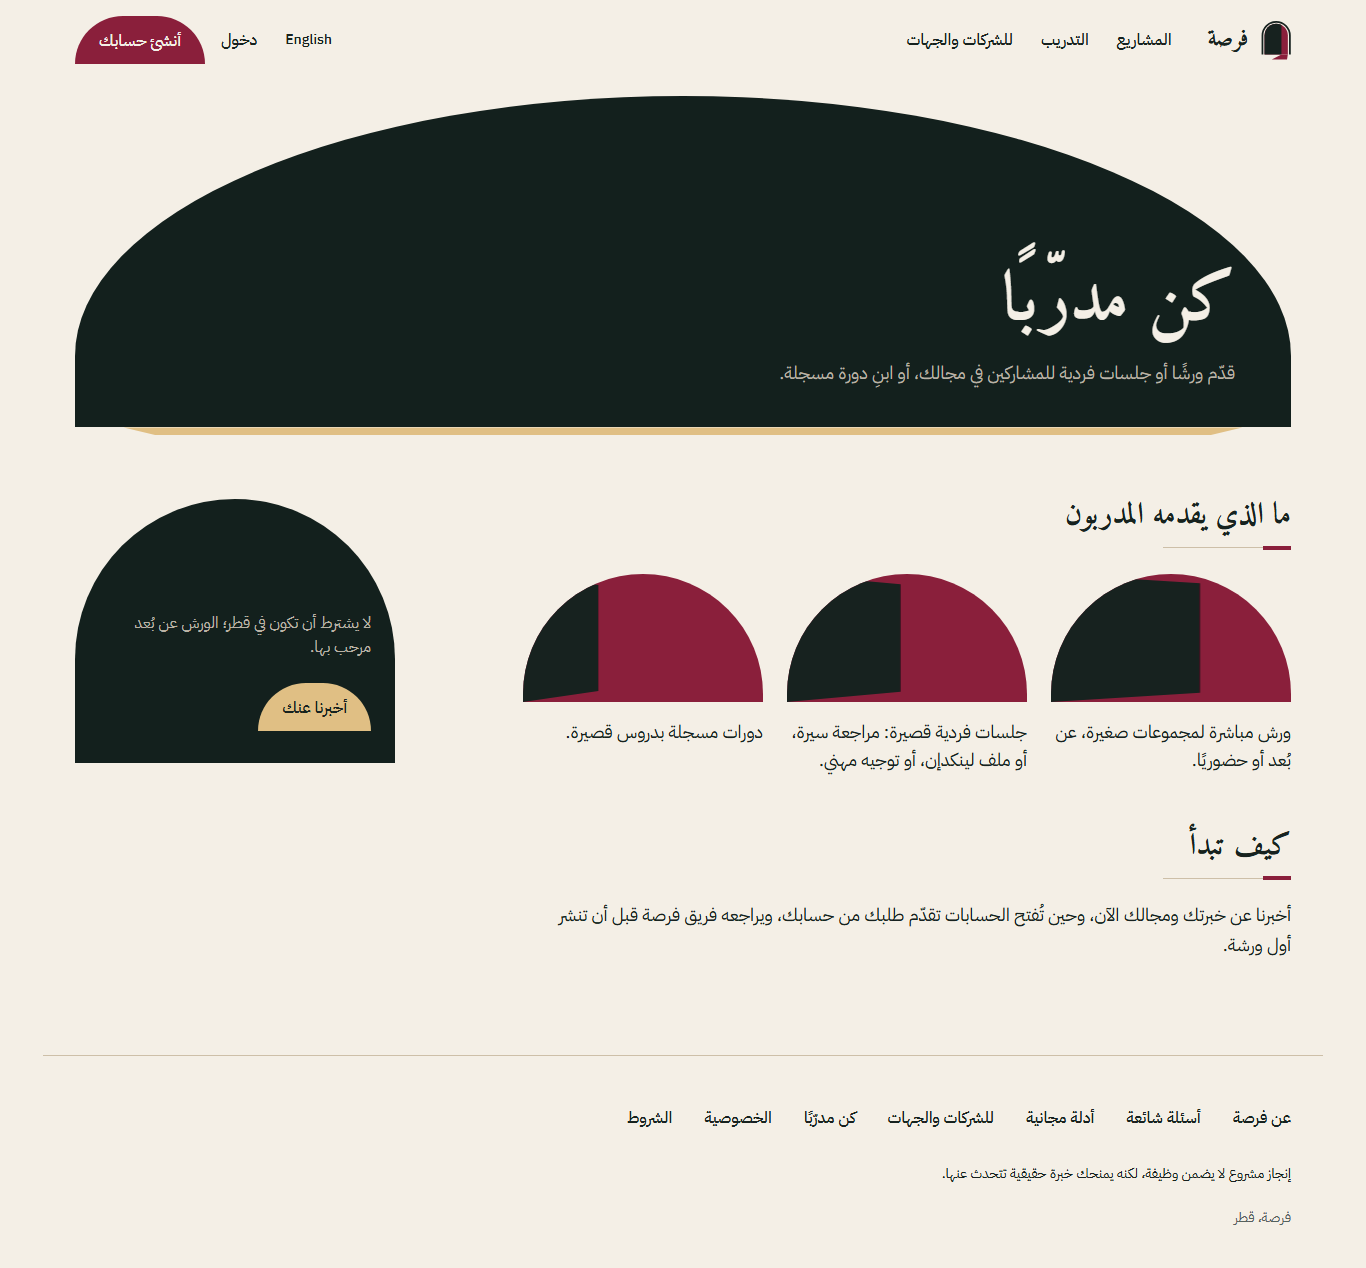 فرصة
المشاريع
التدريب
للشركات والجهات
English
دخول
أنشئ حسابك
كن مدرّبًا
قدّم ورشًا أو جلسات فردية للمشاركين في مجالك، أو ابنِ دورة مسجلة.
ما الذي يقدمه المدربون
ورش مباشرة لمجموعات صغيرة، عن
بُعد أو حضوريًا.
جلسات فردية قصيرة: مراجعة سيرة،
أو ملف لينكدإن، أو توجيه مهني.
دورات مسجلة بدروس قصيرة.
لا يشترط أن تكون في قطر؛ الورش عن بُعد
مرحب بها.
أخبرنا عنك
كيف تبدأ
أخبرنا عن خبرتك ومجالك الآن، وحين تُفتح الحسابات تقدّم طلبك من حسابك، ويراجعه فريق فرصة قبل أن تنشر
أول ورشة.
عن فرصة
أسئلة شائعة
أدلة مجانية
للشركات والجهات
كن مدرّبًا
الخصوصية
الشروط
إنجاز مشروع لا يضمن وظيفة، لكنه يمنحك خبرة حقيقية تتحدث عنها.
فرصة، قطر